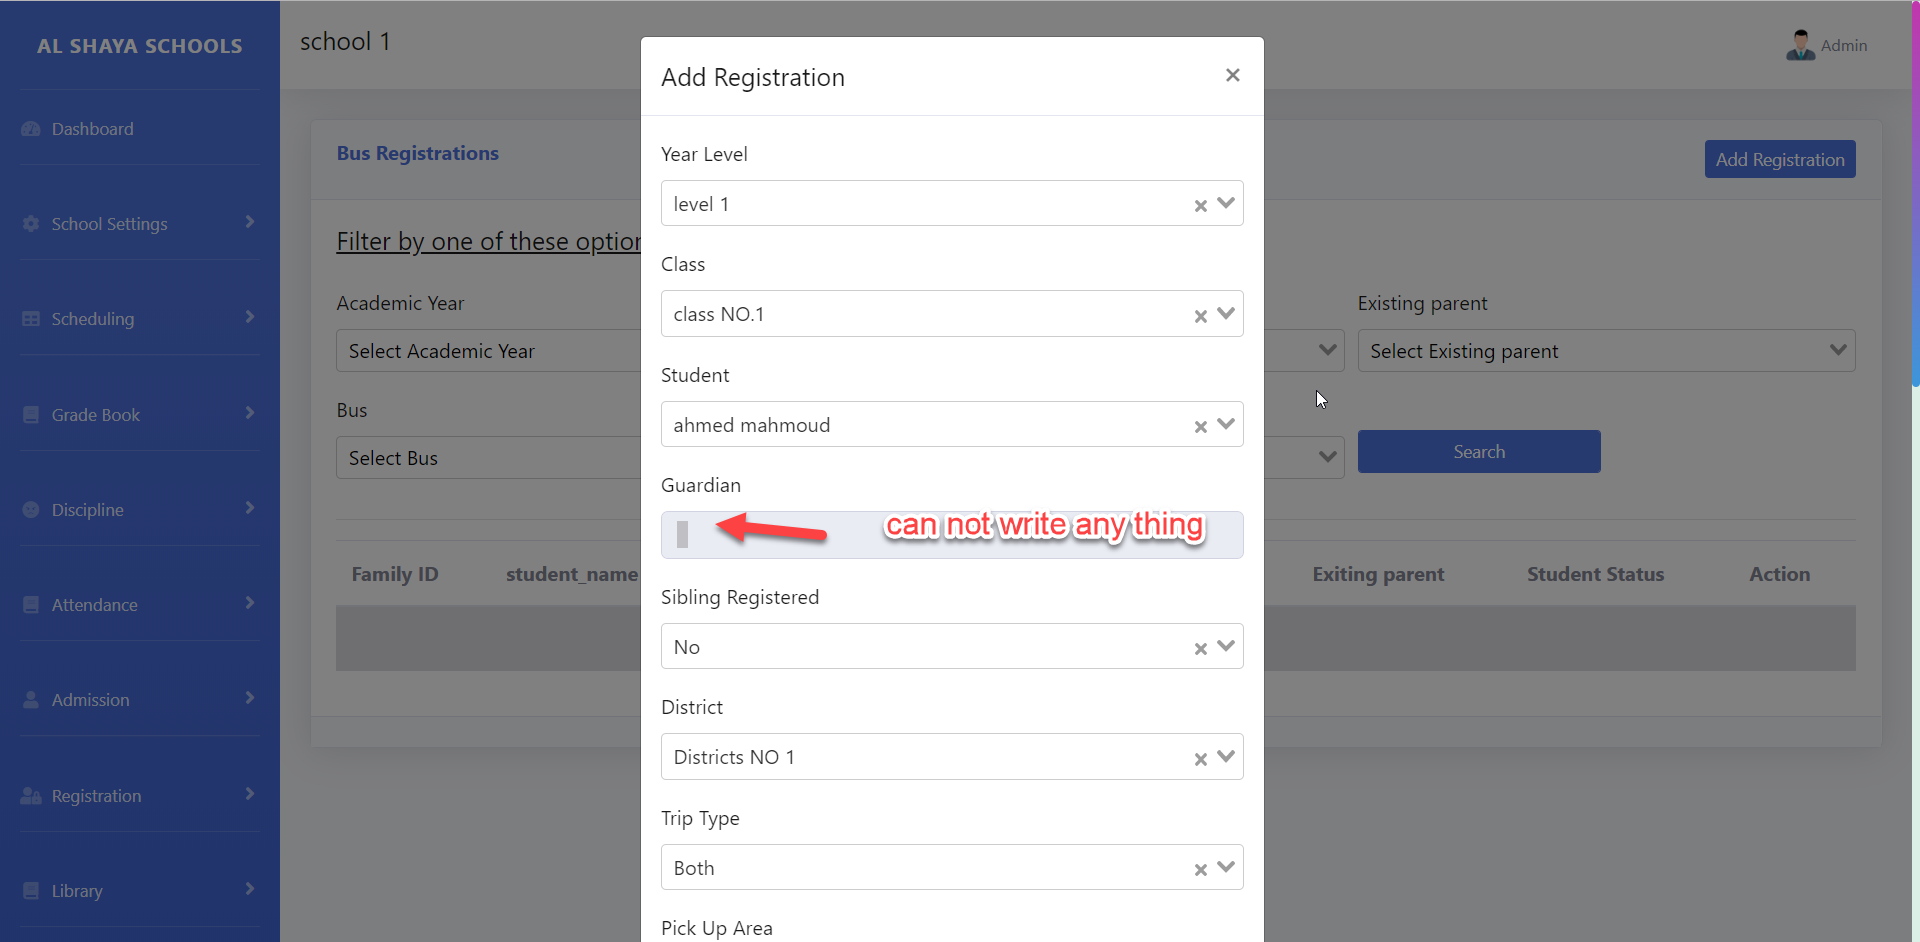 AL SHAYA SCHOOLS
Dashboard
School Settings
Scheduling
Grade Book
Discipline
Attendance
Admission
Registration
Library
school 1
Admin
Bus Registrations
Add Registration
Filter by one of these option
Academic Year
Select Academic Year
Existing parent
Select Existing parent
Bus
Select Bus
Search
Family ID
student_name
Exiting parent
Student Status
Action
Add Registration
×
Year Level
level 1
Class
class NO.1
Student
ahmed mahmoud
Guardian
can not write any thing
Sibling Registered
No
District
Districts NO 1
Trip Type
Both
Pick Up Area